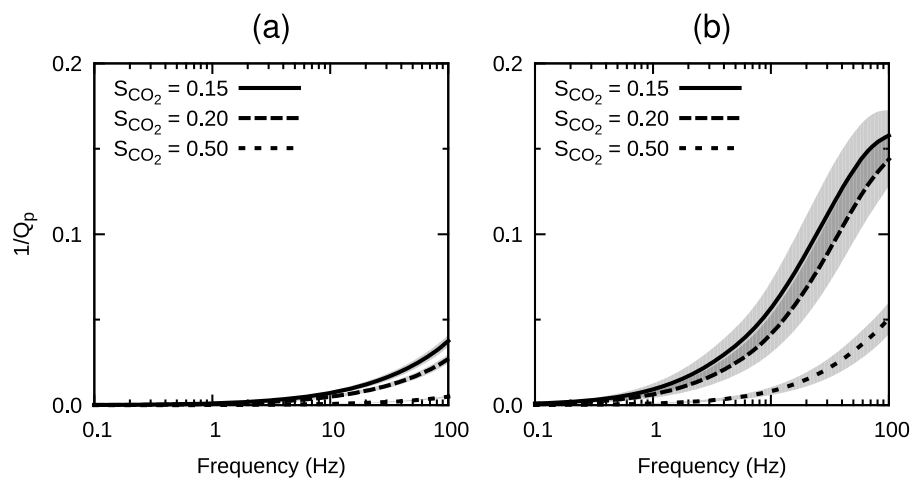 (a)
0.2
S_CO2 = 0.15
S_CO2 = 0.20
S_CO2 = 0.50
0.1
1/Qp
0.0
0.1 1 10 100
Frequency (Hz)
(b)
0.2
S_CO2 = 0.15
S_CO2 = 0.20
S_CO2 = 0.50
0.1
0.0
0.1 1 10 100
Frequency (Hz)